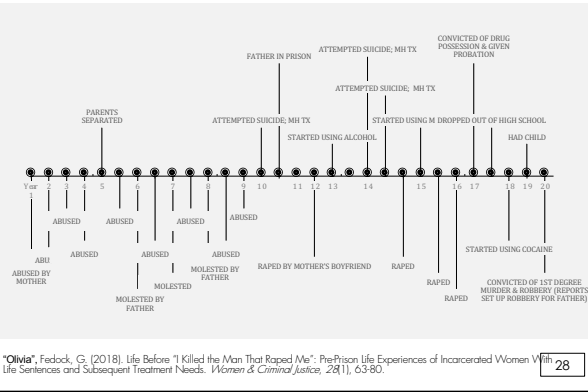 CONVICTED OF DRUG
POSSESSION & GIVEN
PROBATION
ATTEMPTED SUICIDE; MH TX
FATHER IN PRISON
ATTEMPTED SUICIDE; MH TX
PARENTS
SEPARATED
ATTEMPTED SUICIDE; MH TX
STARTED USING M DROPPED OUT OF HIGH SCHOOL
STARTED USING ALCOHOL
HAD CHILD
Year
1 2 3 4 5 6 7 8 9 10 11 12 13 14 15 16 17 18 19 20
ABUSED
ABUSED
ABUSED
ABUSED
ABUSED
ABUSED
ABUSED
STARTED USING COCAINE
ABU
ABUSED BY
MOTHER
MOLESTED BY
FATHER
RAPED BY MOTHER'S BOYFRIEND
RAPED
MOLESTED
RAPED
CONVICTED OF 1ST DEGREE
MURDER & ROBBERY (REPORTS
SET UP ROBBERY FOR FATHER)
MOLESTED BY
FATHER
RAPED
"Olivia", Fedock, G. (2018). Life Before "I Killed the Man That Raped Me": Pre-Prison Life Experiences of Incarcerated Women With
Life Sentences and Subsequent Treatment Needs. Women & Criminal Justice, 28(1), 63-80.
28